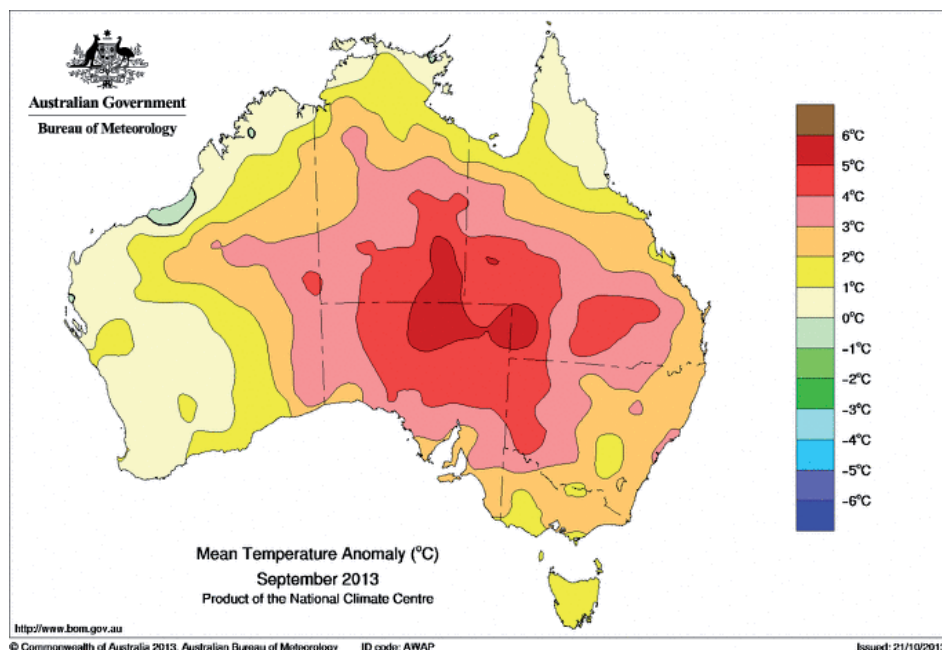 Australian Government
Bureau of Meteorology
6°C
5°C
4°C
3°C
2°C
1°C
0°C
-1°C
-2°C
-3°C
-4°C
-5°C
-6°C
Mean Temperature Anomaly (°C)
September 2013
Product of the National Climate Centre
http://www.bom.gov.au
© Commonwealth of Australia 2013, Australian Bureau of Meteorology ID code: AWAP Issued: 21/10/2013